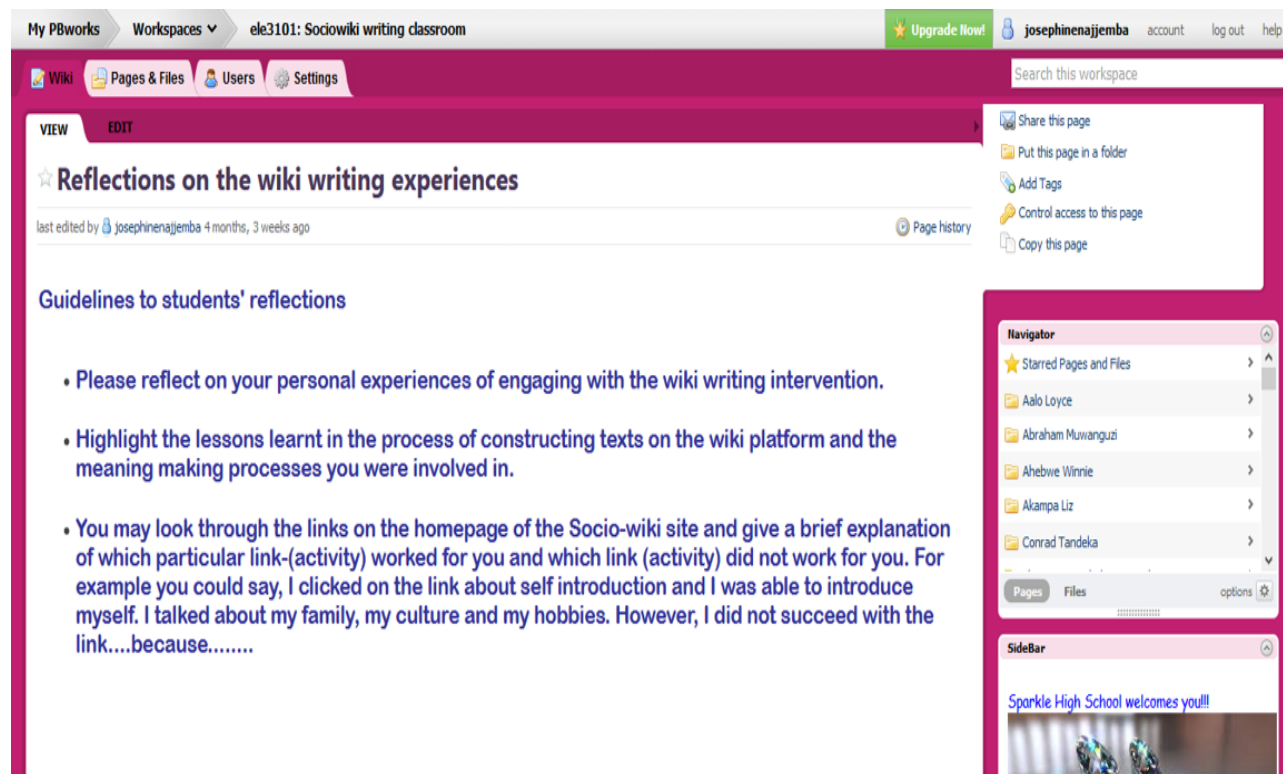 My PBworks Workspaces ele3101: Sociowiki writing classroom Upgrade Now! josephinenajjemba account log out help
Wiki Pages & Files Users Settings Search this workspace
VIEW EDIT
Reflections on the wiki writing experiences
last edited by josephinenajjemba 4 months, 3 weeks ago Page history
Guidelines to students' reflections
• Please reflect on your personal experiences of engaging with the wiki writing intervention.
• Highlight the lessons learnt in the process of constructing texts on the wiki platform and the
meaning making processes you were involved in.
• You may look through the links on the homepage of the Socio-wiki site and give a brief explanation
of which particular link-(activity) worked for you and which link (activity) did not work for you. For
example you could say, I clicked on the link about self introduction and I was able to introduce
myself. I talked about my family, my culture and my hobbies. However, I did not succeed with the
link....because........
Share this page
Put this page in a folder
Add Tags
Control access to this page
Copy this page
Navigator
Starred Pages and Files
Aalo Loyce
Abraham Muwanguzi
Ahebwe Winnie
Akampa Liz
Conrad Tandeka
Pages Files options
SideBar
Sparkle High School welcomes you!!!